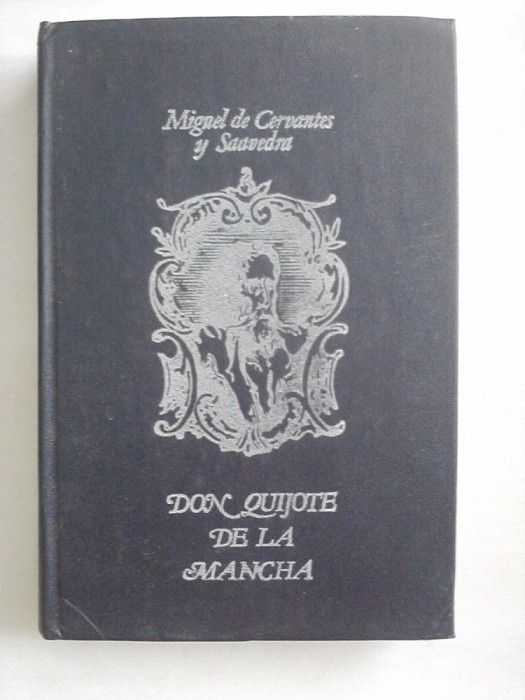 Miguel de Cervantes
y Saavedra
DON QUIJOTE
DE LA
MANCHA